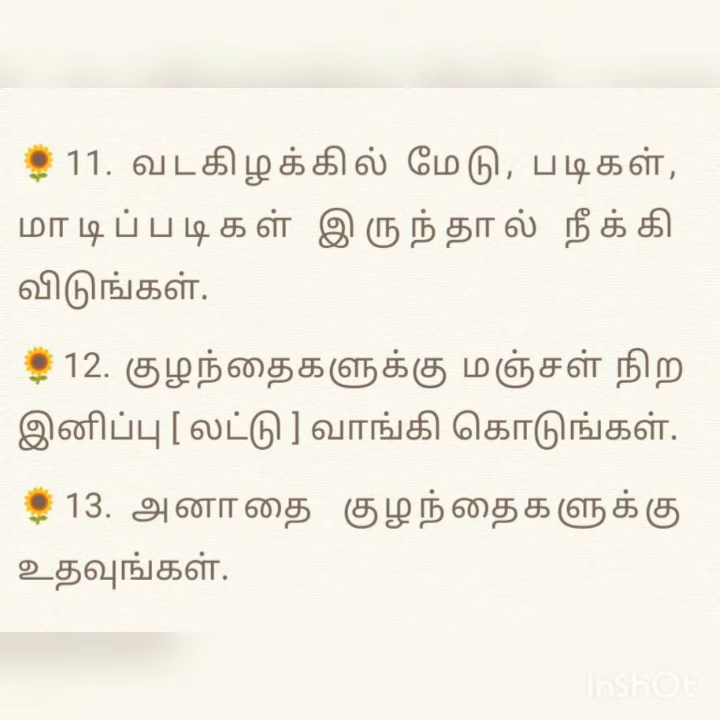 🌻 11. வடகிழக்கில் மேடு, படிகள்,
மாடிப்படிகள் இருந்தால் நீக்கி
விடுங்கள்.
🌻 12. குழந்தைகளுக்கு மஞ்சள் நிற
இனிப்பு [ லட்டு ] வாங்கி கொடுங்கள்.
🌻 13. அனாதை குழந்தைகளுக்கு
உதவுங்கள்.
InShOt